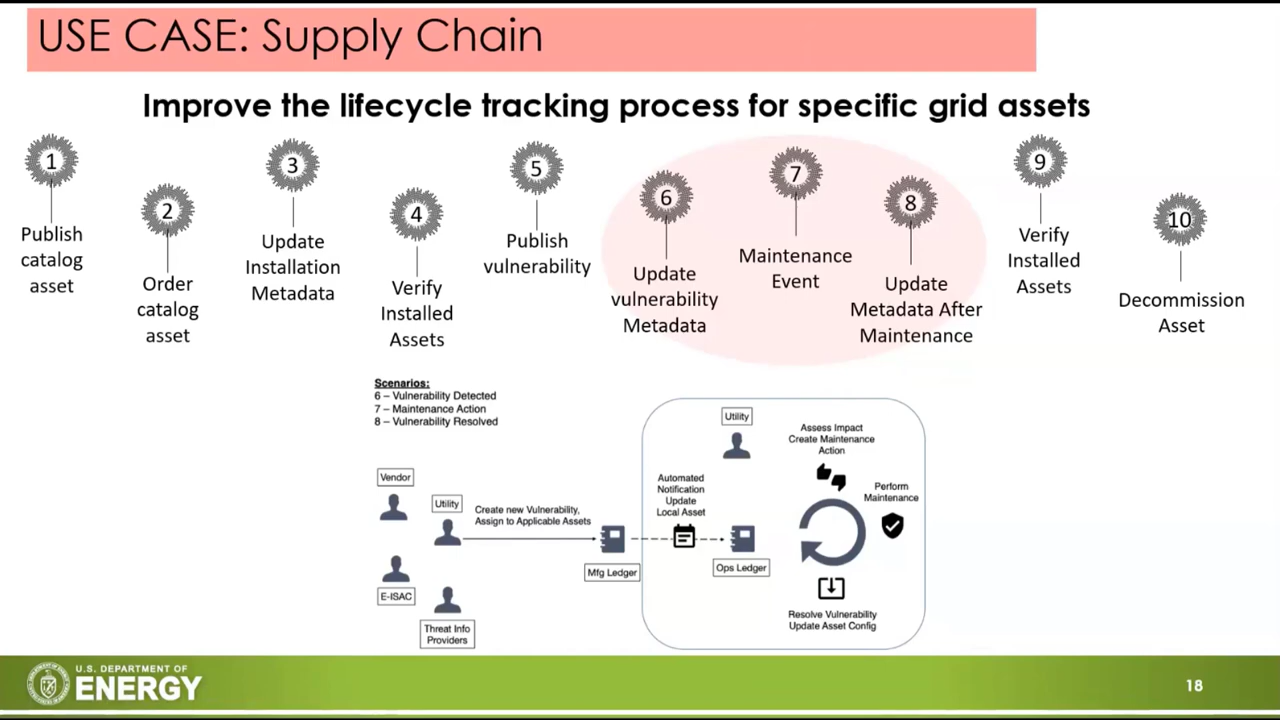 USE CASE: Supply Chain
Improve the lifecycle tracking process for specific grid assets
1
Publish
catalog
asset
2
Order
catalog
asset
3
Update
Installation
Metadata
4
Verify
Installed
Assets
5
Publish
vulnerability
6
Update
vulnerability
Metadata
7
Maintenance
Event
8
Update
Metadata After
Maintenance
9
Verify
Installed
Assets
10
Decommission
Asset
Scenarios:
6 – Vulnerability Detected
7 – Maintenance Action
8 – Vulnerability Resolved
Vendor
Utility
E-ISAC
Threat Info
Providers
Create new Vulnerability,
Assign to Applicable Assets
Mfg Ledger
Automated
Notification
Update
Local Asset
Utility
Ops Ledger
Assess Impact
Create Maintenance
Action
Perform
Maintenance
Resolve Vulnerability
Update Asset Config
U.S. DEPARTMENT OF
ENERGY
18